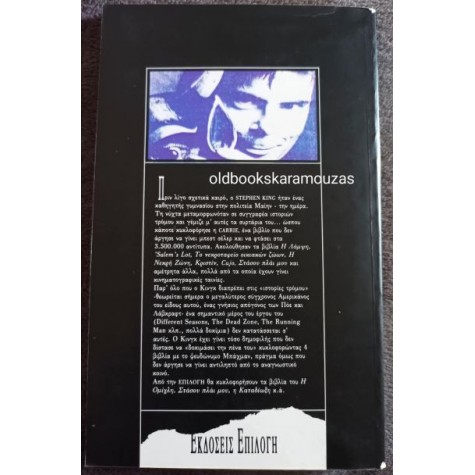 oldbookskaramouzas
Πριν λίγο σχετικά καιρό, ο STEPHEN KING ήταν ένας
καθηγητής γυμνασίου στην πολιτεία Μαίην - την ημέρα.
Τη νύχτα μεταμορφωνόταν σε συγγραφέα ιστοριών
τρόμου και γέμιζε μ' αυτές τα συρτάρια του... ώσπου
κάποτε κυκλοφόρησε η CARRIE, ένα βιβλίο που δεν
άργησε να γίνει μπεστ σέλερ και να φτάσει στα
3.500.000 αντίτυπα. Ακολούθησαν τα βιβλία Η Λάμψη,
'Salem's Lot, Το νεκροταφείο οικιακών ζώων, Η
Νεκρή Ζώνη, Κριστίν, Cujo, Στάσου πλάι μου και
αμέτρητα άλλα, πολλά από τα οποία έχουν γίνει
κινηματογραφικές ταινίες.
Παρ' όλο που ο Κινγκ διαπρέπει στις «ιστορίες τρόμου»
-θεωρείται σήμερα ο μεγαλύτερος σύγχρονος Αμερικάνος
του είδους αυτού, ένας γνήσιος απόγονος των Πόε και
Λάβκραφτ- ένα σημαντικό μέρος του έργου του
(Different Seasons, The Dead Zone, The Running
Man κλπ., πολλά δοκίμια) δεν κατατάσσεται σ'
αυτές. Ο Κινγκ έχει γίνει τόσο δημοφιλής που δεν
δίστασε να «δοκιμάσει την πένα του» κυκλοφορώντας 4
βιβλία με το ψευδώνυμο Μπάχμαν, πράγμα όμως που
δεν άργησε να γίνει αντιληπτό από το αναγνωστικό
κοινό.
Από την ΕΠΙΛΟΓΗ θα κυκλοφορήσουν τα βιβλία του Η
Ομίχλη, Στάσου πλάι μου, η Καταδίωξη κ.ά.
ΕΚΔΟΣΕΙΣ ΕΠΙΛΟΓΗ